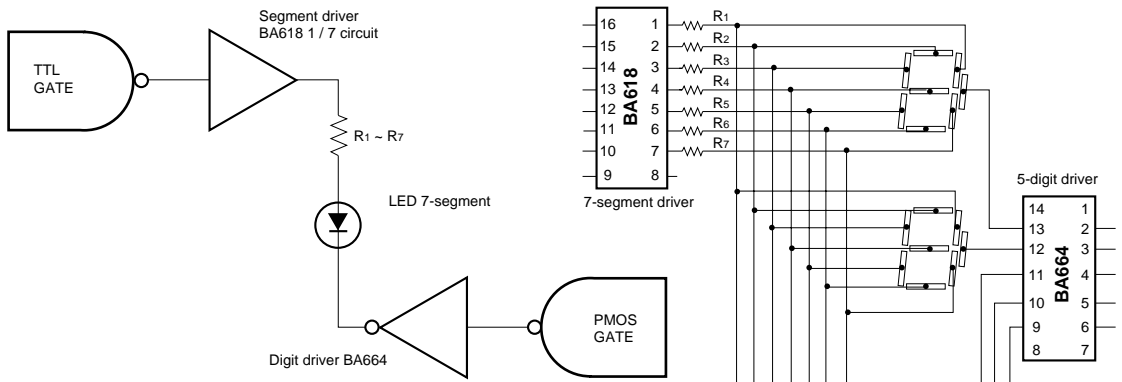 Segment driver
BA618 1 / 7 circuit
TTL
GATE
R1 ~ R7
LED 7-segment
PMOS
GATE
Digit driver BA664
16 1 R1
15 2 R2
14 3 R3
13 4 R4
12 5 R5
11 6 R6
10 7 R7
9 8
BA618
7-segment driver
5-digit driver
14 1
13 2
12 3
11 4
10 5
9 6
8 7
BA664